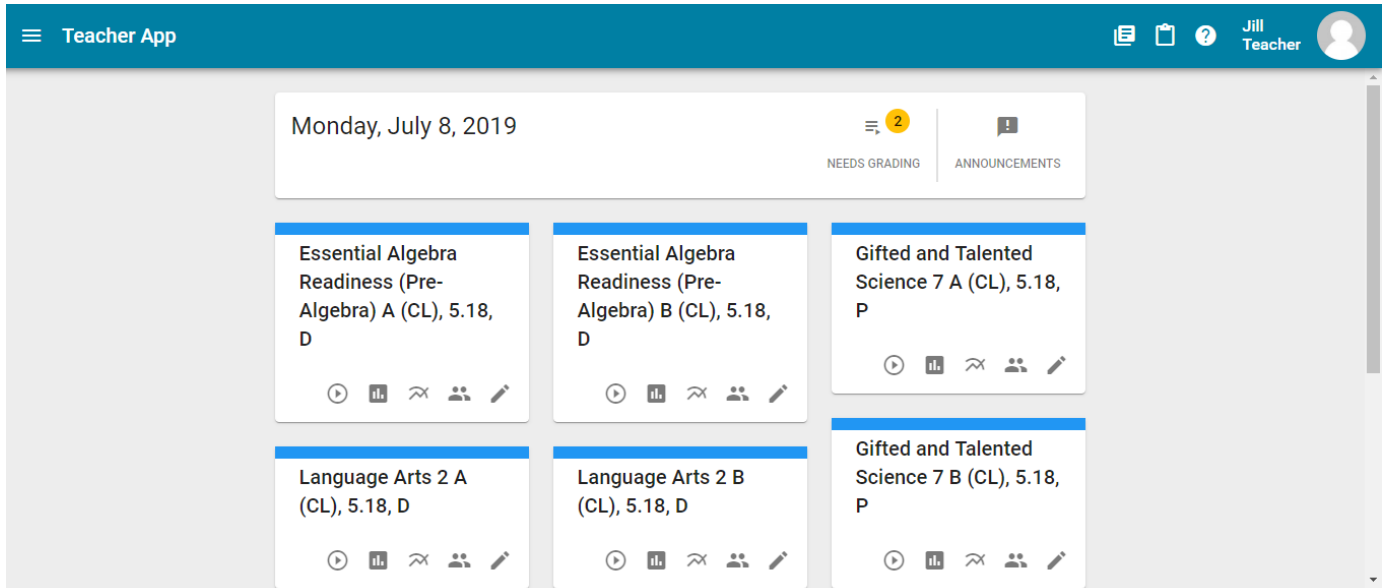 Teacher App
?
Jill
Teacher
Monday, July 8, 2019
2
NEEDS GRADING
ANNOUNCEMENTS
Essential Algebra
Readiness (Pre-
Algebra) A (CL), 5.18,
D
Essential Algebra
Readiness (Pre-
Algebra) B (CL), 5.18,
D
Gifted and Talented
Science 7 A (CL), 5.18,
P
Language Arts 2 A
(CL), 5.18, D
Language Arts 2 B
(CL), 5.18, D
Gifted and Talented
Science 7 B (CL), 5.18,
P